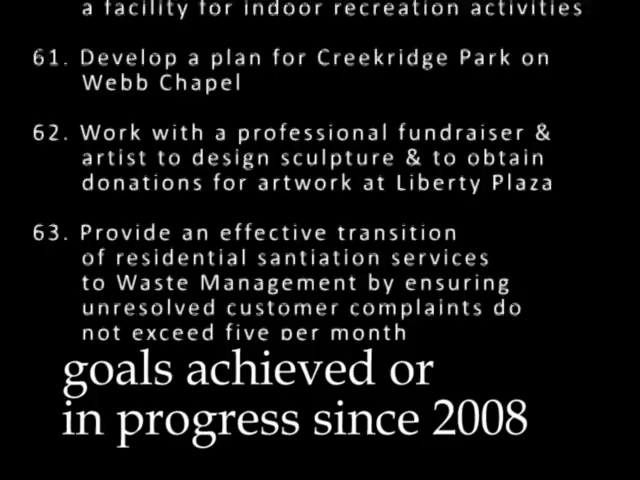 a facility for indoor recreation activities
61. Develop a plan for Creekridge Park on
Webb Chapel
62. Work with a professional fundraiser &
artist to design sculpture & to obtain
donations for artwork at Liberty Plaza
63. Provide an effective transition
of residential santiation services
to Waste Management by ensuring
unresolved customer complaints do
not exceed five per month
goals achieved or
in progress since 2008